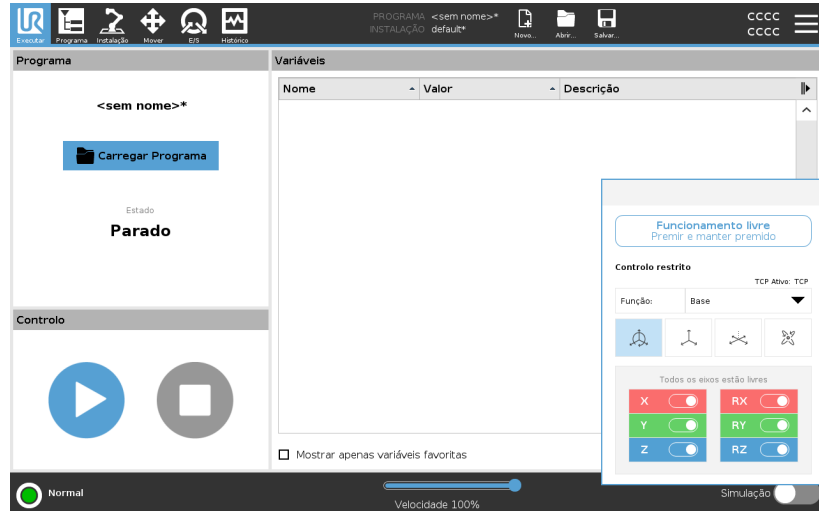 UR
Executar
Programa
Instalação
Mover
E/S
Histórico
PROGRAMA <sem nome>*
INSTALAÇÃO default*
Novo...
Abrir...
Salvar...
cccc
cccc
Programa
<sem nome>*
Carregar Programa
Estado
Parado
Controlo
Variáveis
Nome
Valor
Descrição
Mostrar apenas variáveis favoritas
Funcionamento livre
Premir e manter premido
Controlo restrito
TCP Ativo: TCP
Função: Base
Todos os eixos estão livres
X RX
Y RY
Z RZ
Normal
Velocidade 100%
Simulação